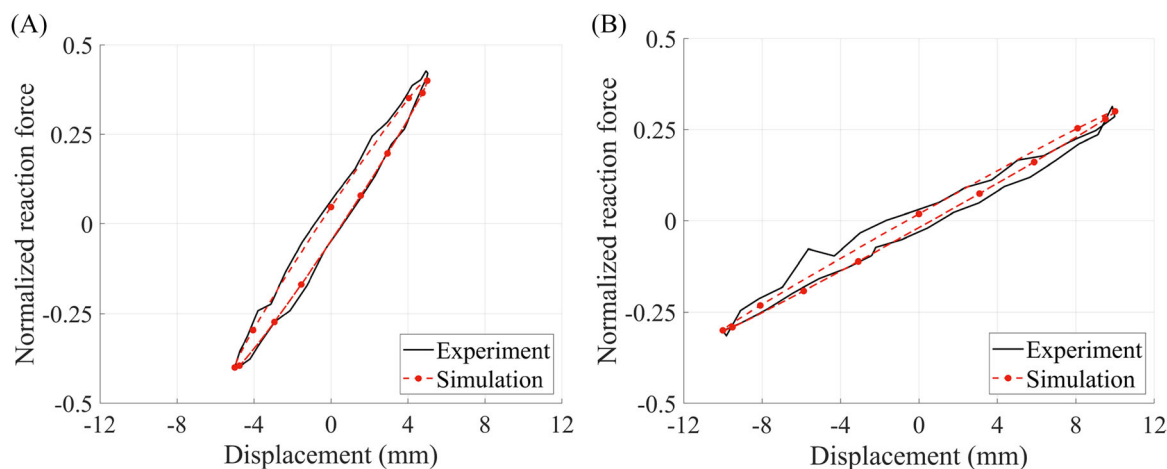 (A)
Normalized reaction force
0.5
0.25
0
-0.25
-0.5
-12
-8
-4
0
4
8
12
Displacement (mm)
Experiment
Simulation
(B)
Normalized reaction force
0.5
0.25
0
-0.25
-0.5
-12
-8
-4
0
4
8
12
Displacement (mm)
Experiment
Simulation